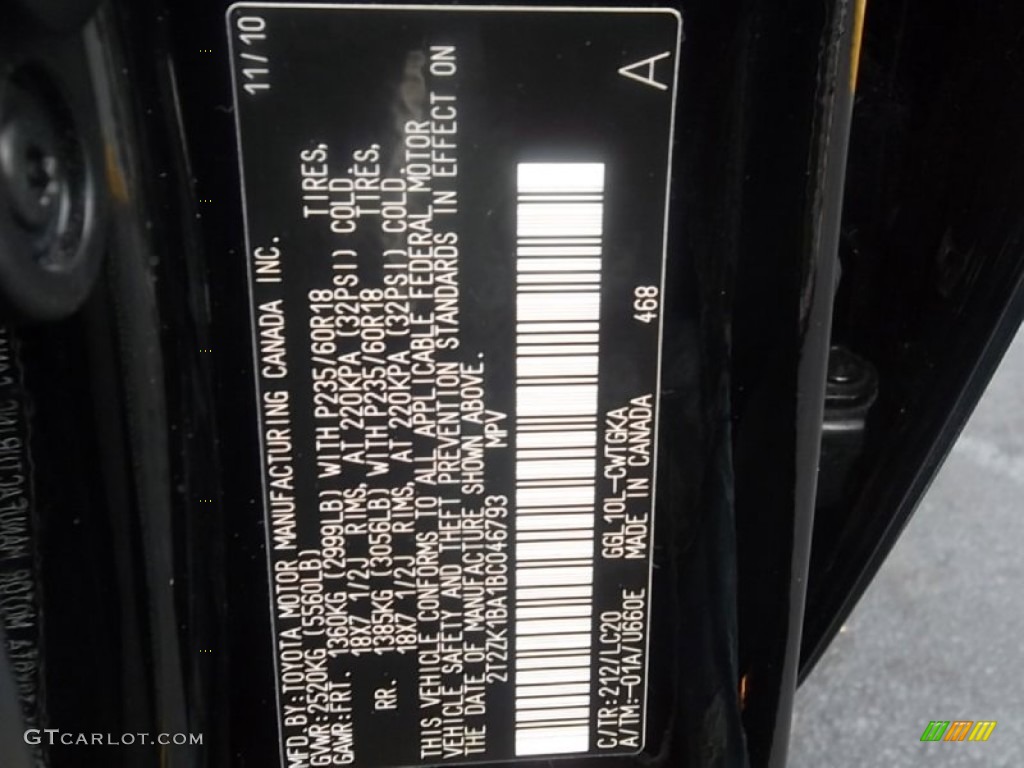 MFD. BY: TOYOTA MOTOR MANUFACTURING CANADA INC. 11/10
GVWR: 2520KG (5560LB)
GAWR: FRT. 1360KG (2999LB) WITH P235/60R18 TIRES,
18X7 1/2J RIMS, AT 220KPA (32PSI) COLD.
RR. 1385KG (3056LB) WITH P235/60R18 TIRES,
18X7 1/2J RIMS, AT 220KPA (32PSI) COLD.
THIS VEHICLE CONFORMS TO ALL APPLICABLE FEDERAL MOTOR
VEHICLE SAFETY AND THEFT PREVENTION STANDARDS IN EFFECT ON
THE DATE OF MANUFACTURE SHOWN ABOVE.
2T2ZK1BA1BC046793 MPV
C/TR: 212/LC20 GGL10L-CWTGKA
A/TM: -01A/U660E MADE IN CANADA 468 A
GTCARLOT.COM